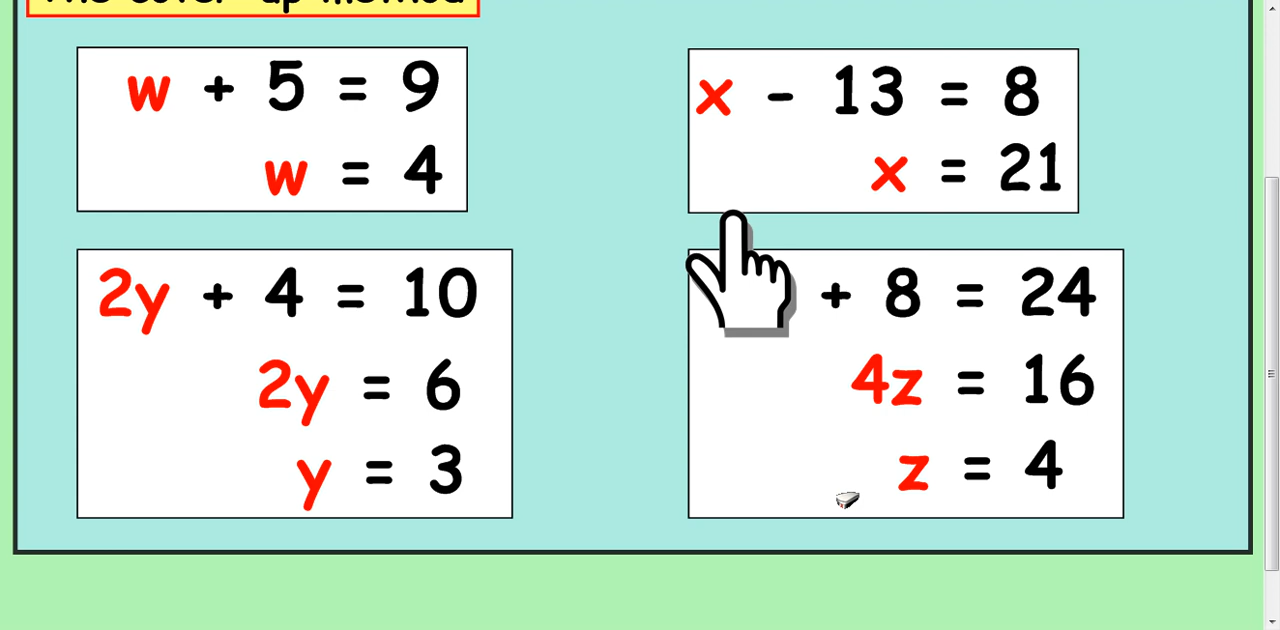 w + 5 = 9
w = 4
x - 13 = 8
x = 21
2y + 4 = 10
2y = 6
y = 3
+ 8 = 24
4z = 16
z = 4